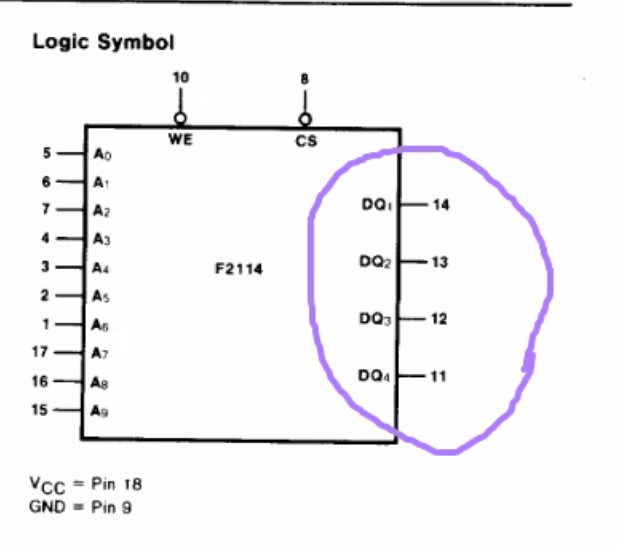 Logic Symbol
10 8
WE CS
5 A0
6 A1
7 A2
4 A3
3 A4
2 A5
1 A6
17 A7
16 A8
15 A9
F2114
DQ1 14
DQ2 13
DQ3 12
DQ4 11
VCC = Pin 18
GND = Pin 9